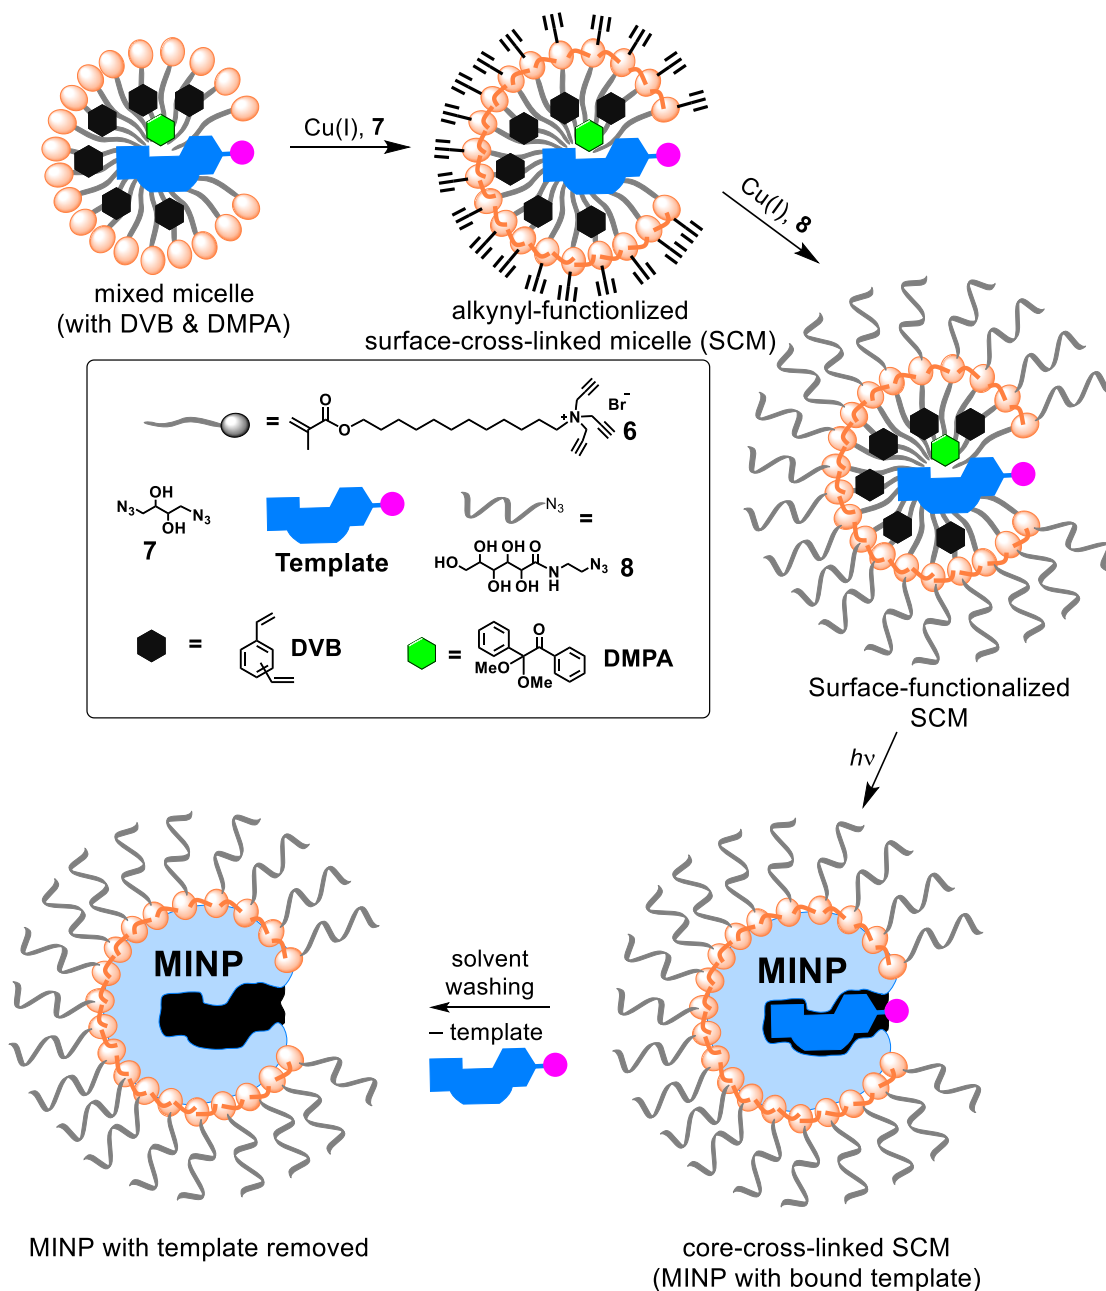 Cu(I), 7
Cu(I), 8
mixed micelle
(with DVB & DMPA)
alkynyl-functionlized
surface-cross-linked micelle (SCM)
=
O
O
N
+
Br
−
6
N3
OH
OH
N3
7
Template
N3
=
HO
OH
OH
OH
OH
OH
O
N
H
N3
8
=
DVB
=
O
MeO
OMe
DMPA
Surface-functionalized
SCM
hν
MINP
solvent
washing
– template
MINP
MINP with template removed
core-cross-linked SCM
(MINP with bound template)